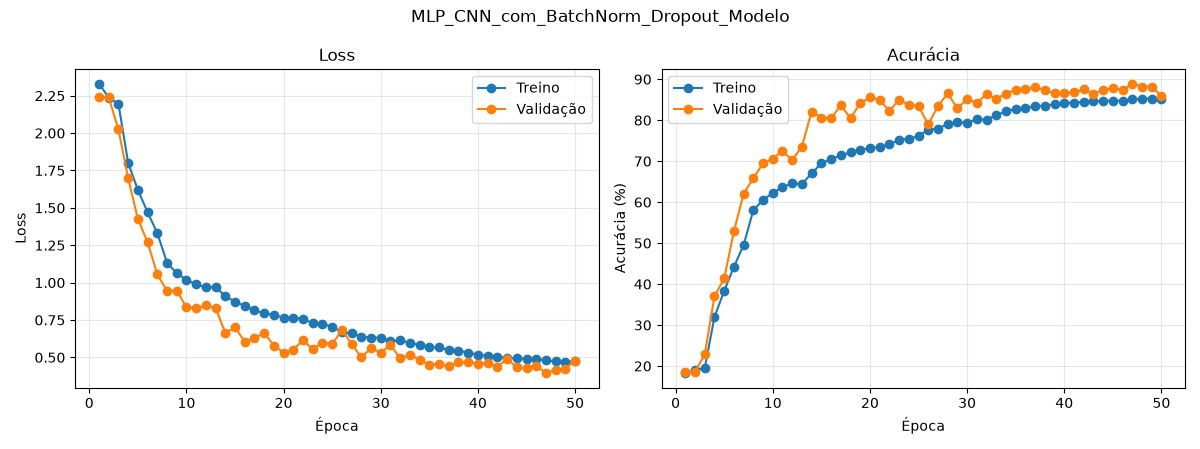 MLP_CNN_com_BatchNorm_Dropout_Modelo
Loss
Treino
Validação
2.25
2.00
1.75
1.50
1.25
1.00
0.75
0.50
Loss
0
10
20
30
40
50
Época
Acurácia
Treino
Validação
90
80
70
60
50
40
30
20
Acurácia (%)
0
10
20
30
40
50
Época